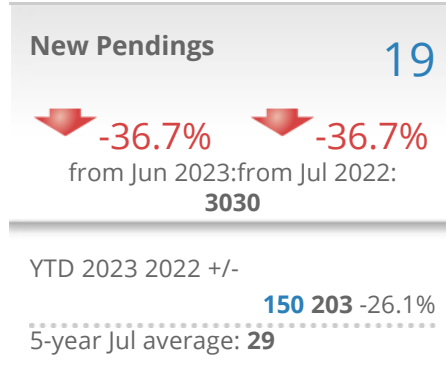 New Pendings
19
-36.7% -36.7%
from Jun 2023:from Jul 2022:
3030
YTD 2023 2022 +/-
150 203 -26.1%
5-year Jul average: 29